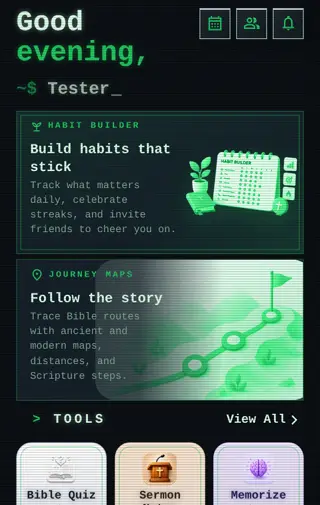 Good
evening,
~$ Tester_
HABIT BUILDER
Build habits that
stick
Track what matters
daily, celebrate
streaks, and invite
friends to cheer you on.
HABIT BUILDER
JOURNEY MAPS
Follow the story
Trace Bible routes
with ancient and
modern maps,
distances, and
Scripture steps.
> TOOLS
View All >
Bible Quiz
Sermon
Memorize